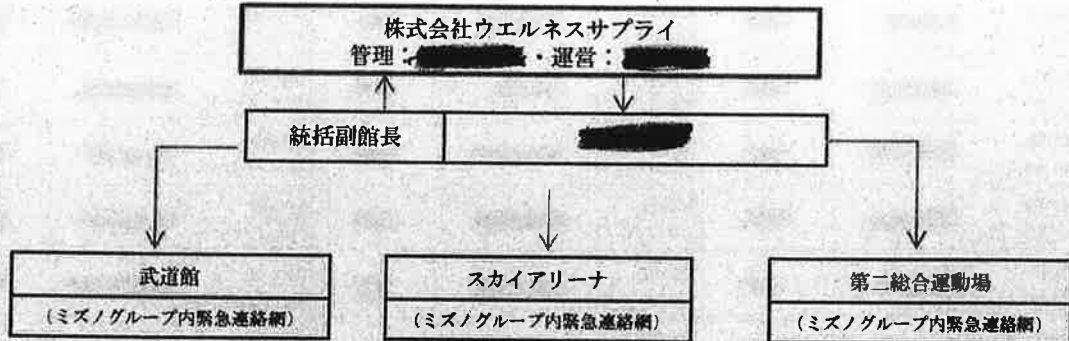 株式会社ウエルネスサプライ
管理：・運営：
統括副館長
武道館
（ミズノグループ内緊急連絡網）
スカイアリーナ
（ミズノグループ内緊急連絡網）
第二総合運動場
（ミズノグループ内緊急連絡網）